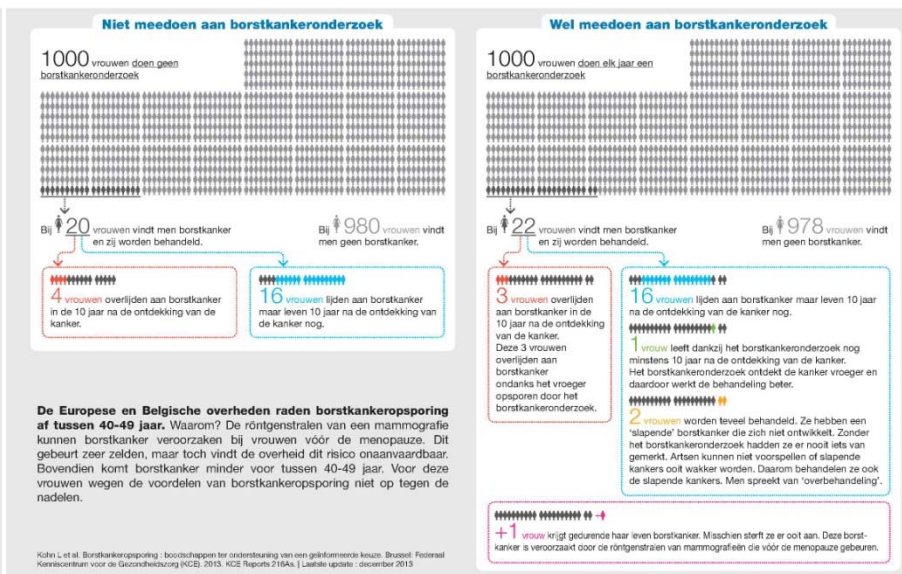 Niet meedoen aan borstkankeronderzoek
1000 vrouwen doen geen
borstkankeronderzoek
Bij 20 vrouwen vindt men borstkanker
en zij worden behandeld.
Bij 980 vrouwen vindt
men geen borstkanker.
4 vrouwen overlijden aan borstkanker
in de 10 jaar na de ontdekking van de
kanker.
16 vrouwen lijden aan borstkanker
maar leven 10 jaar na de ontdekking van
de kanker nog.
De Europese en Belgische overheden raden borstkankeropsporing
af tussen 40-49 jaar. Waarom? De röntgenstralen van een mammografie
kunnen borstkanker veroorzaken bij vrouwen vóór de menopauze. Dit
gebeurt zeer zelden, maar toch vindt de overheid dit risico onaanvaardbaar.
Bovendien komt borstkanker minder voor tussen 40-49 jaar. Voor deze
vrouwen wegen de voordelen van borstkankeropsporing niet op tegen de
nadelen.
Kohn L et al. Borstkankeropsporing : boodschappen ter ondersteuning van een geïnformeerde keuze. Brussel: Federaal
Kenniscentrum voor de Gezondheidszorg (KCE). 2013. KCE Reports 216As. | Laatste update : december 2013
Wel meedoen aan borstkankeronderzoek
1000 vrouwen doen elk jaar een
borstkankeronderzoek
Bij 22 vrouwen vindt men borstkanker
en zij worden behandeld.
Bij 978 vrouwen vindt
men geen borstkanker.
3 vrouwen overlijden
aan borstkanker in de
10 jaar na de ontdekking
van de kanker.
Deze 3 vrouwen
overlijden aan
borstkanker
ondanks het vroeger
opsporen door het
borstkankeronderzoek.
16 vrouwen lijden aan borstkanker maar leven 10 jaar
na de ontdekking van de kanker nog.
1 vrouw leeft dankzij het borstkankeronderzoek nog
minstens 10 jaar na de ontdekking van de kanker.
Het borstkankeronderzoek ontdekt de kanker vroeger en
daardoor werkt de behandeling beter.
2 vrouwen worden teveel behandeld. Ze hebben een
'slapende' borstkanker die zich niet ontwikkelt. Zonder
het borstkankeronderzoek hadden ze er nooit iets van
gemerkt. Artsen kunnen niet voorspellen of slapende
kankers ooit wakker worden. Daarom behandelen ze ook
de slapende kankers. Men spreekt van 'overbehandeling'.
+1 vrouw krijgt gedurende haar leven borstkanker. Misschien sterft ze er ooit aan. Deze borst-
kanker is veroorzaakt door de röntgenstralen van mammografieën die vóór de menopauze gebeuren.